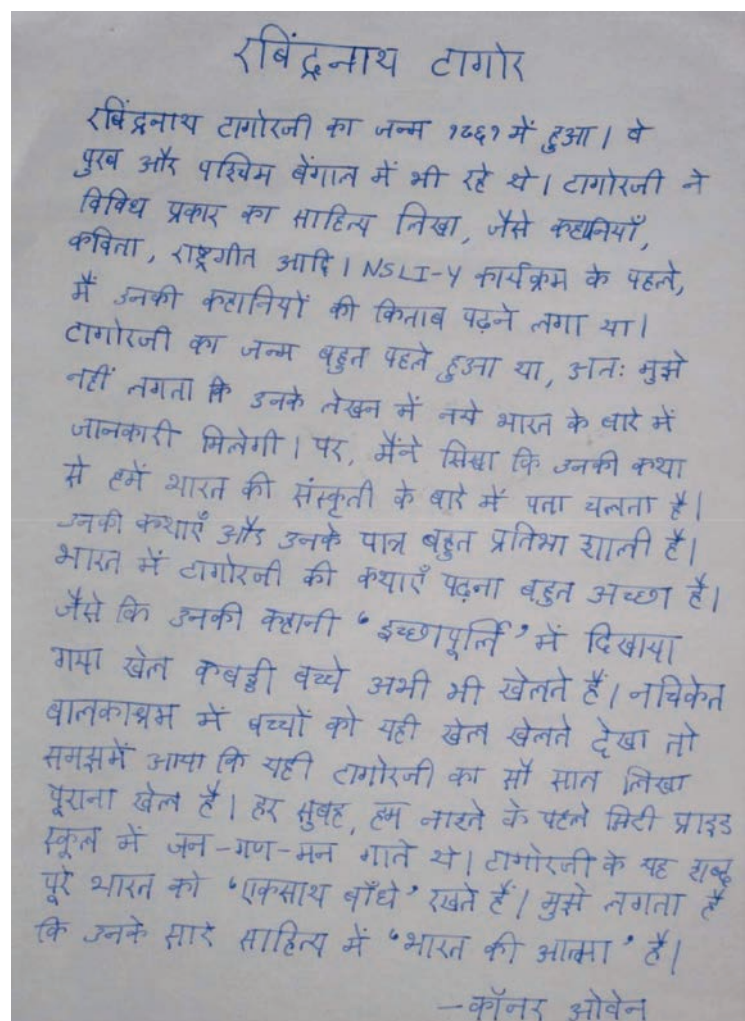 रबिंद्रनाथ टागोर
रबिंद्रनाथ टागोरजी का जन्म १८६१ में हुआ। वे
पुरब और पश्चिम बेंगाल में भी रहे थे। टागोरजी ने
विविध प्रकार का साहित्य लिखा, जैसे कहानियाँ,
कविता, राष्ट्रगीत आदि। NSLI-Y कार्यक्रम के पहले,
मैं उनकी कहानियों की किताब पढ़ने लगा था।
टागोरजी का जन्म बहुत पहले हुआ था, अतः मुझे
नहीं लगता कि उनके लेखन में नये भारत के बारे में
जानकारी मिलेगी। पर, मैंने सिखा कि उनकी कथा
से हमें भारत की संस्कृती के बारे में पता चलता है।
उनकी कथाएँ और उनके पात्र बहुत प्रतिभा शाली है।
भारत में टागोरजी की कथाएँ पढ़ना बहुत अच्छा है।
जैसे कि उनकी कहानी ‘इच्छापूर्ति’ में दिखाया
गया खेल कबड्डी बच्चे अभी भी खेलते हैं। नचिकेत
बालकाश्रम में बच्चों को यही खेल खेलते देखा तो
समझमें आया कि यही टागोरजी का सौ साल लिखा
पूराना खेल है। हर सुबह, हम नाश्ते के पहले सिटी प्राइड
स्कूल में जन-गण-मन गाते थे। टागोरजी के यह शब्द
पूरे भारत को ‘एकसाथ बाँधे’ रखते हैं। मुझे लगता है
कि उनके सारे साहित्य में ‘भारत की आत्मा’ है।
-कॉनर ओवेन